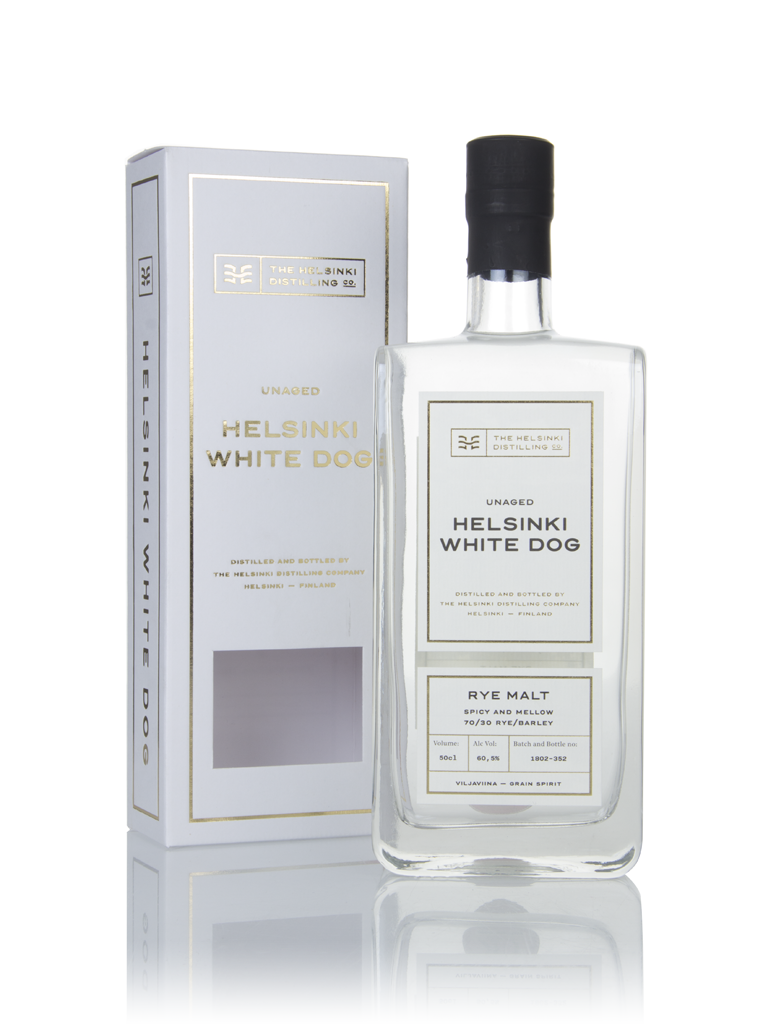 HELSINKI WHITE DOG
THE HELSINKI
DISTILLING CO.
UNAGED
HELSINKI
WHITE DOG
DISTILLED AND BOTTLED BY
THE HELSINKI DISTILLING COMPANY
HELSINKI — FINLAND
THE HELSINKI
DISTILLING CO.
UNAGED
HELSINKI
WHITE DOG
DISTILLED AND BOTTLED BY
THE HELSINKI DISTILLING COMPANY
HELSINKI — FINLAND
RYE MALT
SPICY AND MELLOW
70/30 RYE/BARLEY
Volume: Alc Vol: Batch and Bottle no:
50cl 60,5% 1802-352
VILJAVIINA — GRAIN SPIRIT